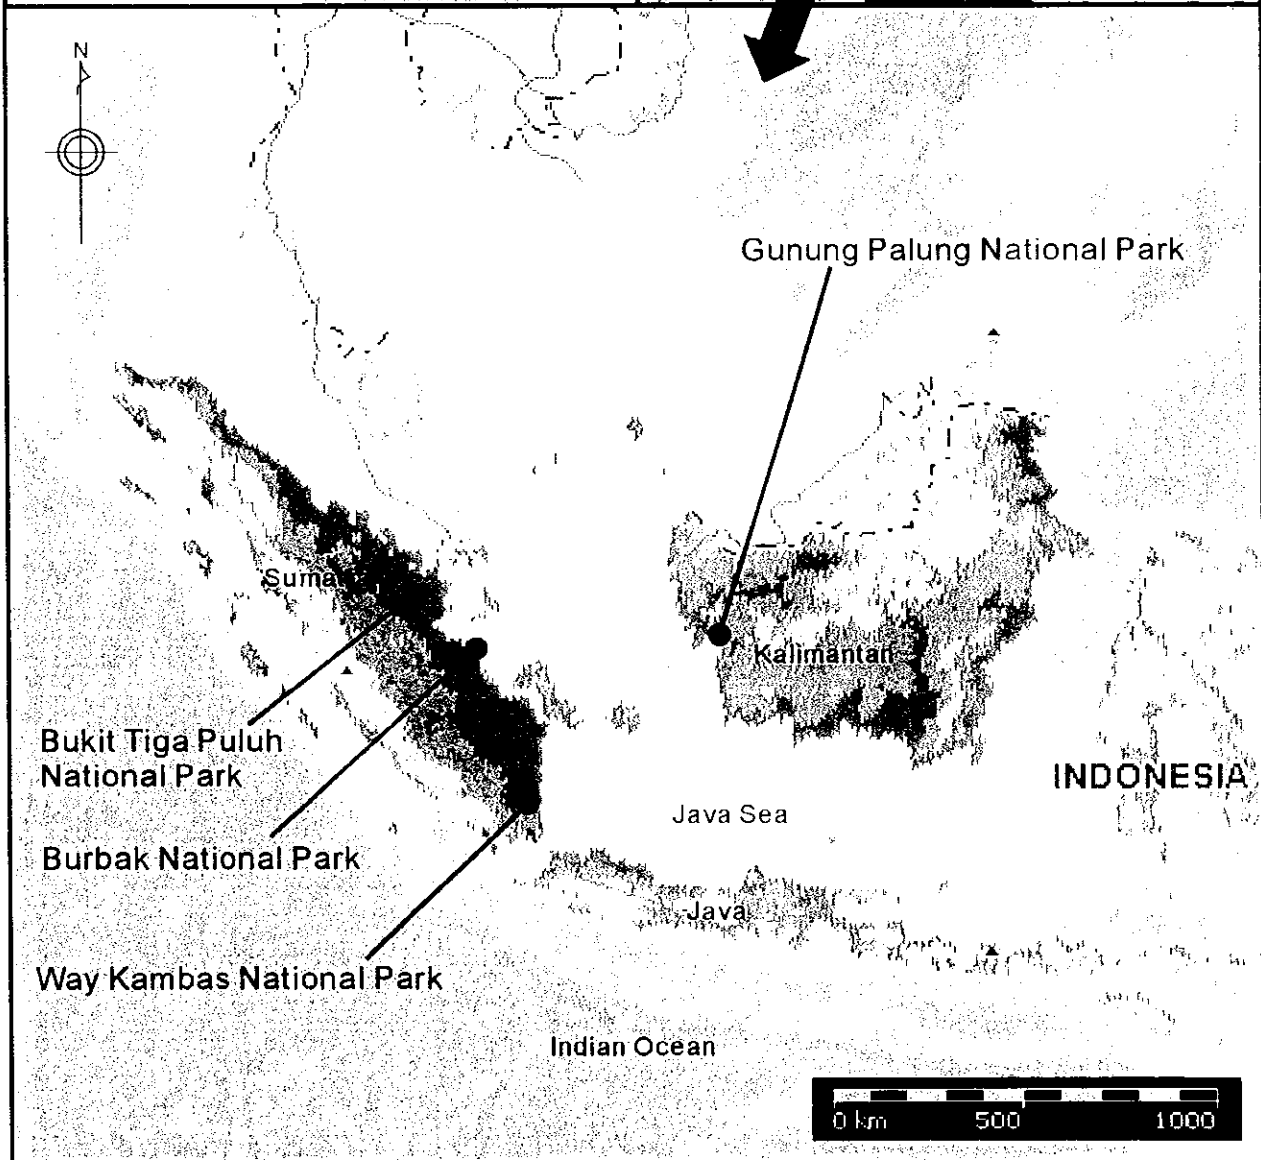 N
Gunung Palung National Park
Sumat
Kalimantan
Bukit Tiga Puluh
National Park
INDONESIA
Java Sea
Burbak National Park
Java
Way Kambas National Park
Indian Ocean
0 km 500 1000